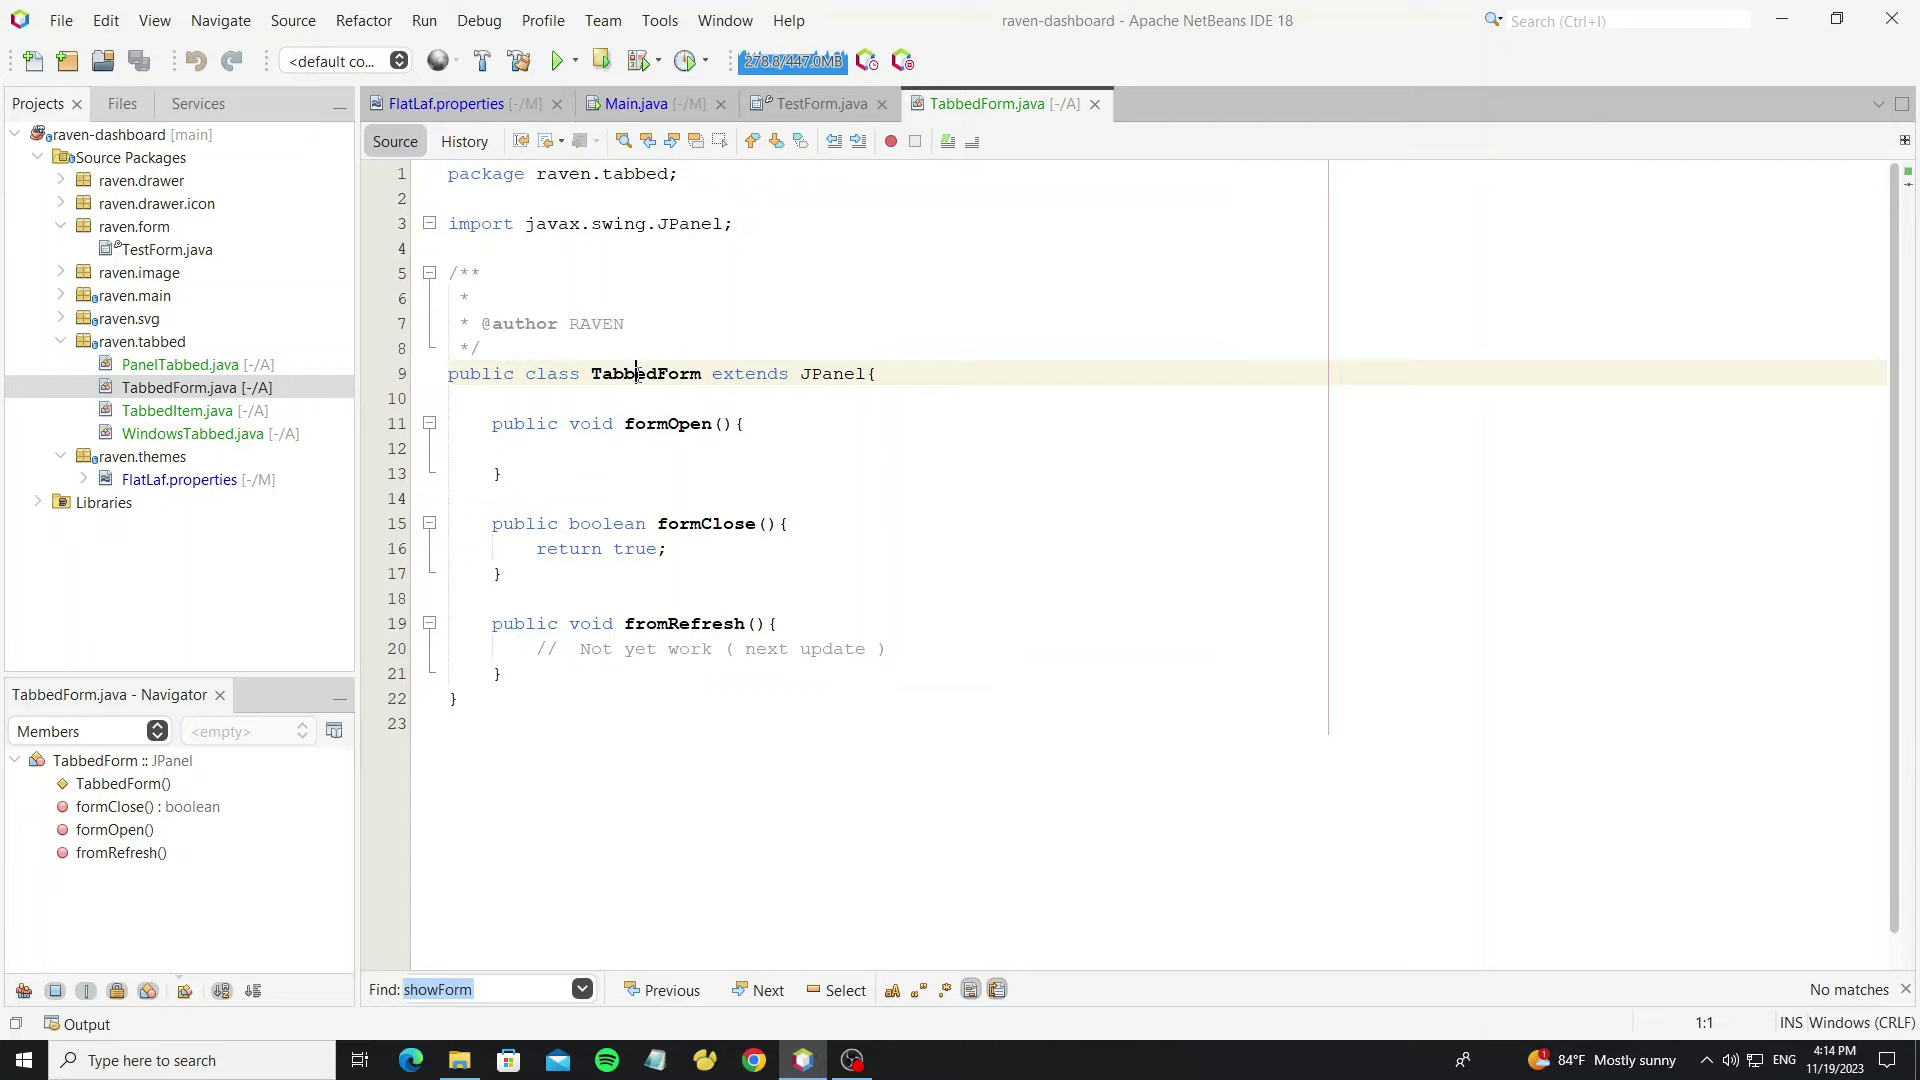 File Edit View Navigate Source Refactor Run Debug Profile Team Tools Window Help raven-dashboard - Apache NetBeans IDE 18 Search (Ctrl+I)
<default co... 278.8/447.0MB
Projects Files Services FlatLaf.properties [-/M] Main.java [-/M] TestForm.java TabbedForm.java [-/A]
Source History
raven-dashboard [main]
Source Packages
raven.drawer
raven.drawer.icon
raven.form
TestForm.java
raven.image
raven.main
raven.svg
raven.tabbed
PanelTabbed.java [-/A]
TabbedForm.java [-/A]
TabbedItem.java [-/A]
WindowsTabbed.java [-/A]
raven.themes
FlatLaf.properties [-/M]
Libraries
1 package raven.tabbed;
2
3 import javax.swing.JPanel;
4
5 /**
6 *
7 * @author RAVEN
8 */
9 public class TabbedForm extends JPanel{
10
11 public void formOpen(){
12
13 }
14
15 public boolean formClose(){
16 return true;
17 }
18
19 public void fromRefresh(){
20 // Not yet work ( next update )
21 }
22 }
23
TabbedForm.java - Navigator
Members <empty>
TabbedForm :: JPanel
TabbedForm()
formClose() : boolean
formOpen()
fromRefresh()
Find: showForm Previous Next Select aA No matches
Output 1:1 INS Windows (CRLF)
Type here to search 84°F Mostly sunny ENG 4:14 PM
11/19/2023